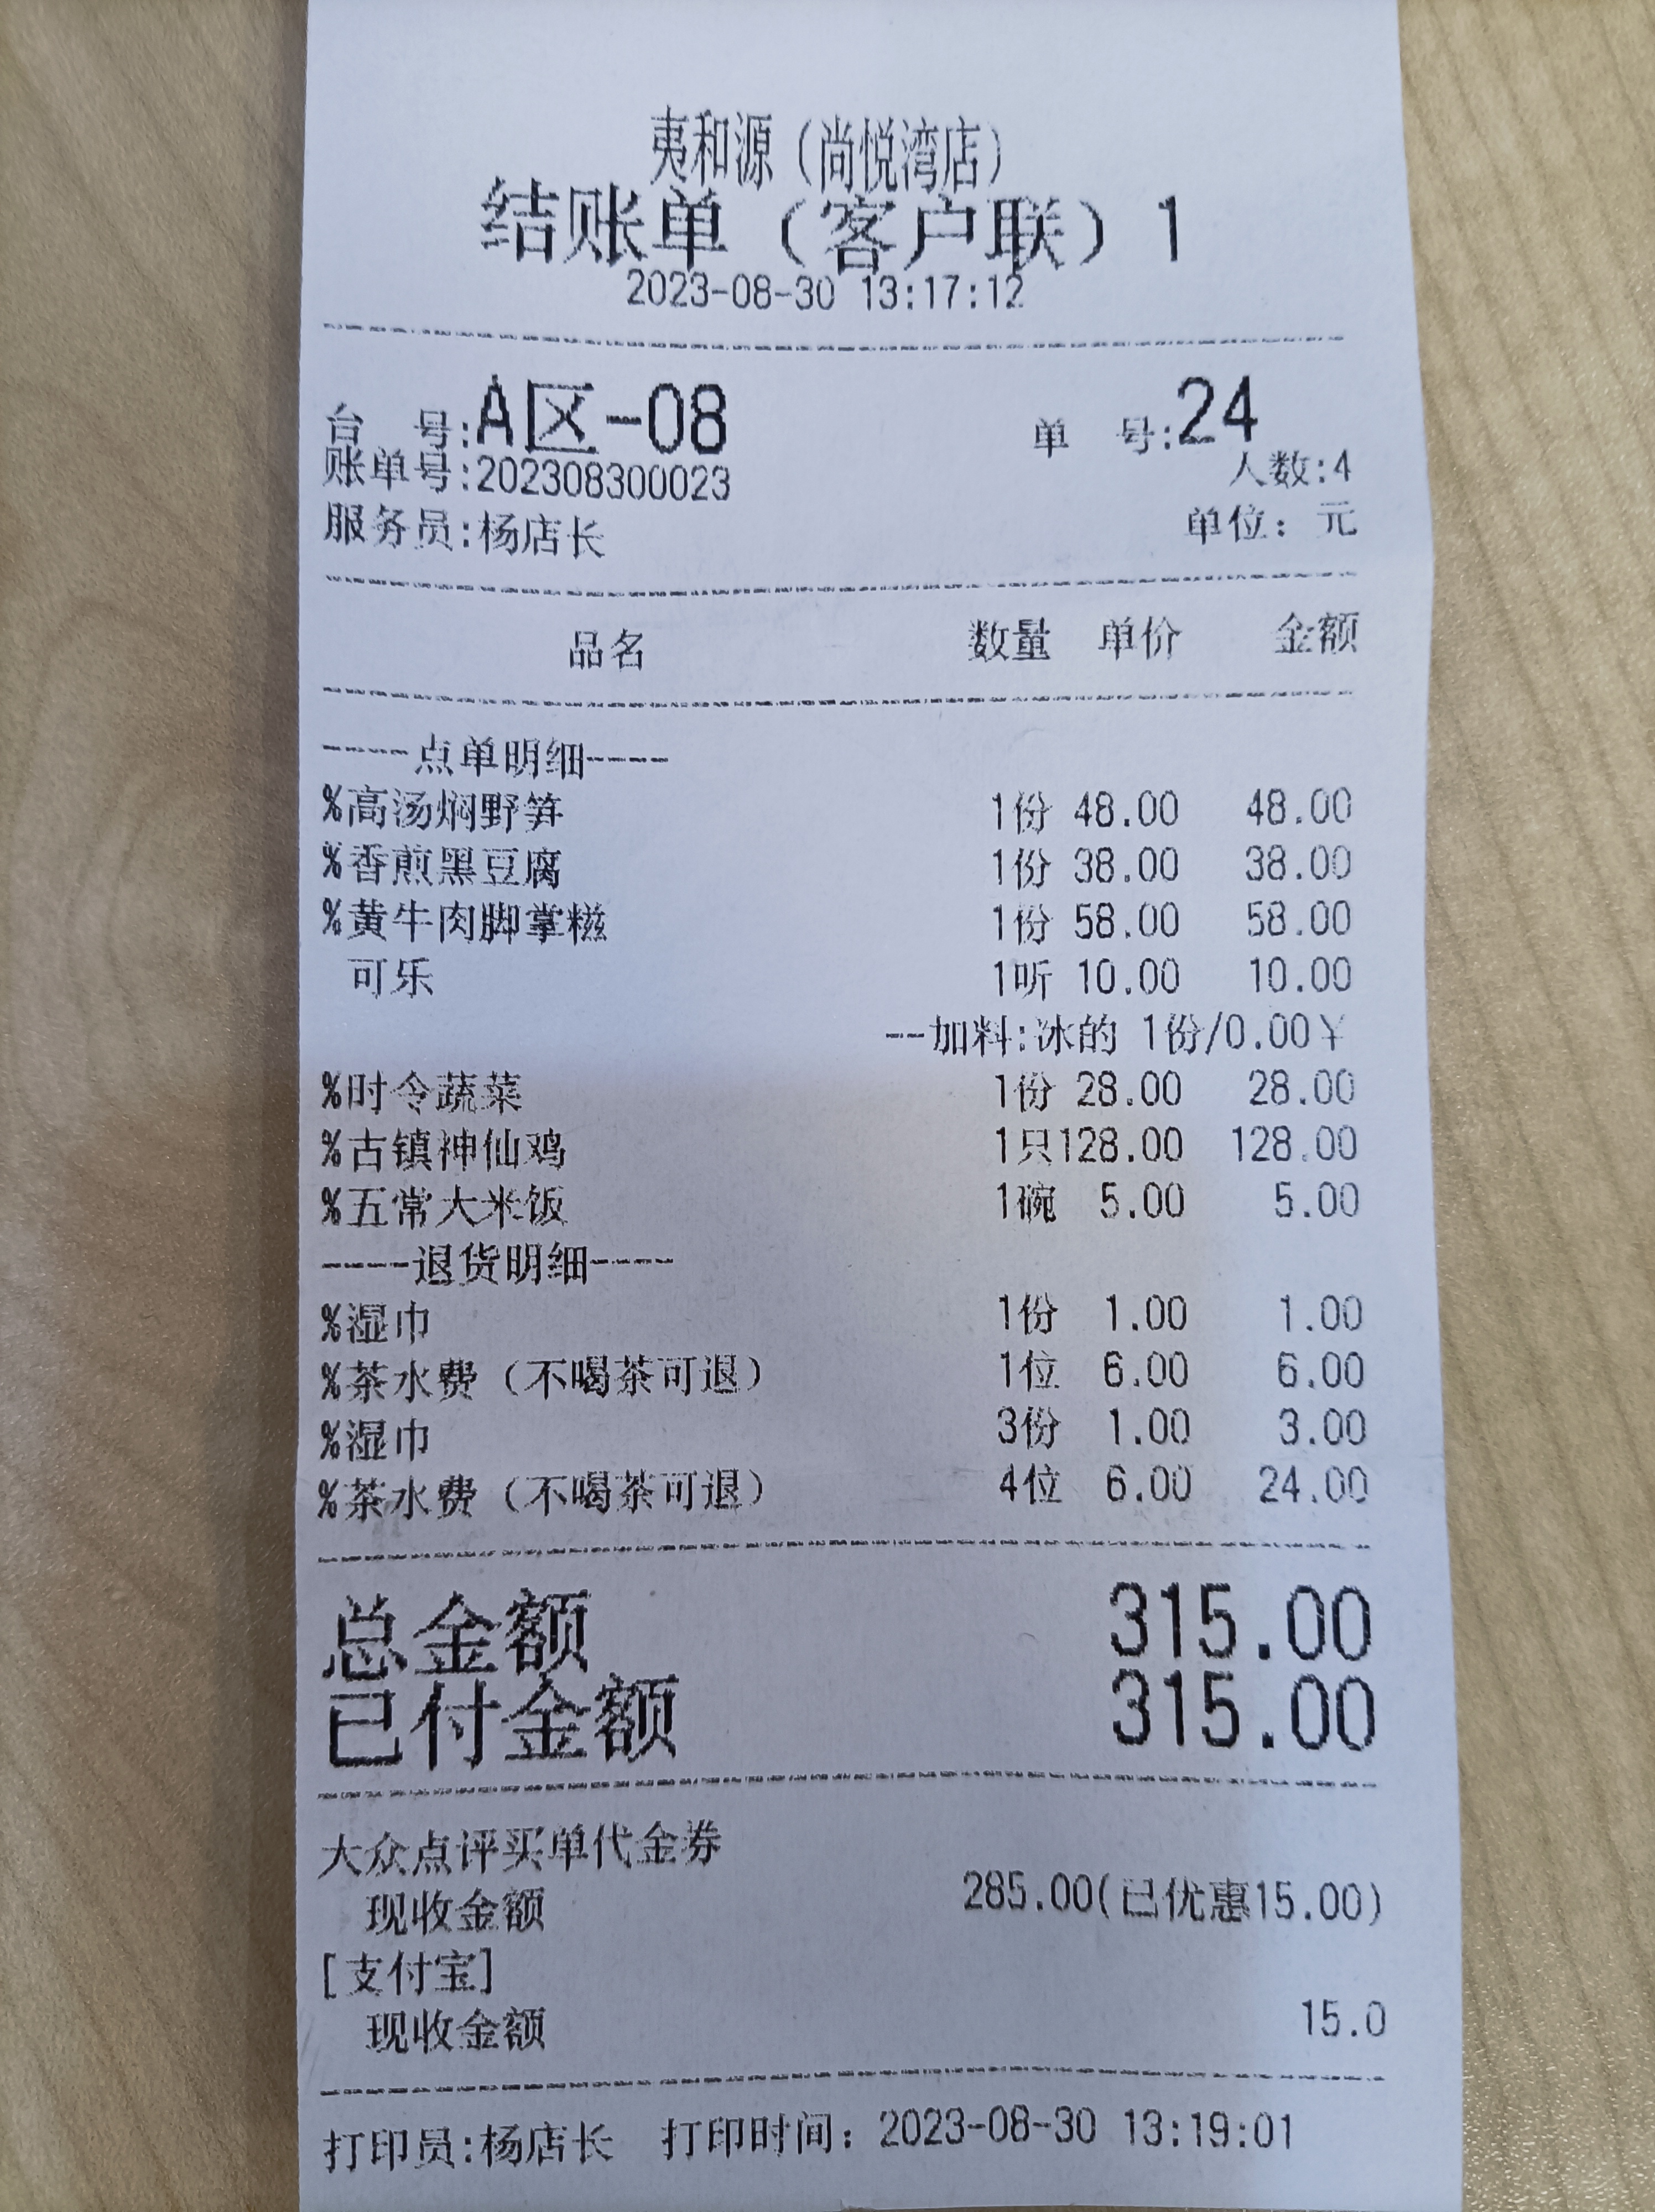 夷和源（尚悦湾店）
结账单（客户联）1
2023-08-30 13:17:12
台 号:A区-08 单 号:24
账单号:202308300023 人数:4
服务员:杨店长 单位：元
品名 数量 单价 金额
-----点单明细-----
%高汤焖野笋 1份 48.00 48.00
%香煎黑豆腐 1份 38.00 38.00
%黄牛肉脚掌糍 1份 58.00 58.00
可乐 1听 10.00 10.00
--加料:冰的 1份/0.00¥
%时令蔬菜 1份 28.00 28.00
%古镇神仙鸡 1只128.00 128.00
%五常大米饭 1碗 5.00 5.00
-----退货明细-----
%湿巾 1份 1.00 1.00
%茶水费（不喝茶可退） 1位 6.00 6.00
%湿巾 3份 1.00 3.00
%茶水费（不喝茶可退） 4位 6.00 24.00
总金额 315.00
已付金额 315.00
大众点评买单代金券
现收金额 285.00(已优惠15.00)
[支付宝]
现收金额 15.0
打印员:杨店长 打印时间：2023-08-30 13:19:01